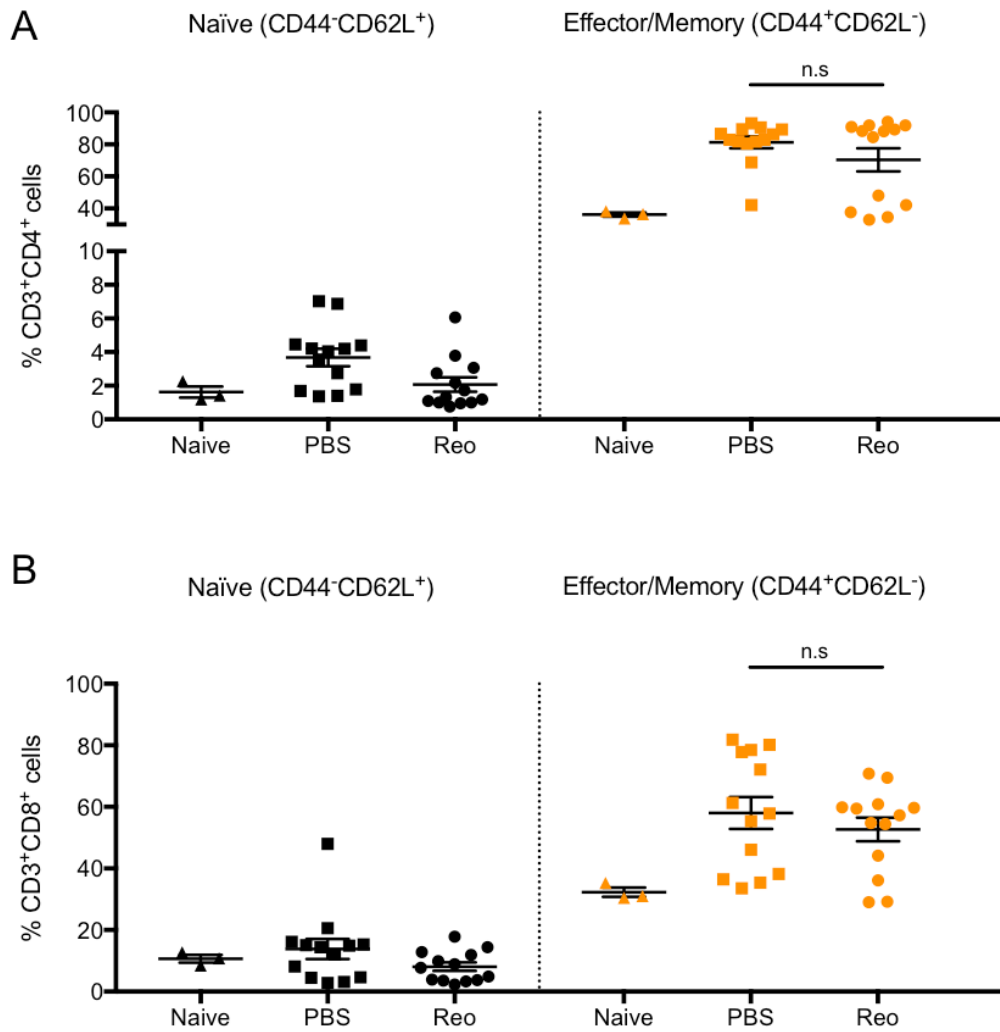 A
Naïve (CD44⁻CD62L⁺)
Effector/Memory (CD44⁺CD62L⁻)
n.s
% CD3⁺CD4⁺ cells
100
80
60
40
10
8
6
4
2
0
Naive PBS Reo Naive PBS Reo
B
Naïve (CD44⁻CD62L⁺)
Effector/Memory (CD44⁺CD62L⁻)
n.s
% CD3⁺CD8⁺ cells
100
80
60
40
20
0
Naive PBS Reo Naive PBS Reo